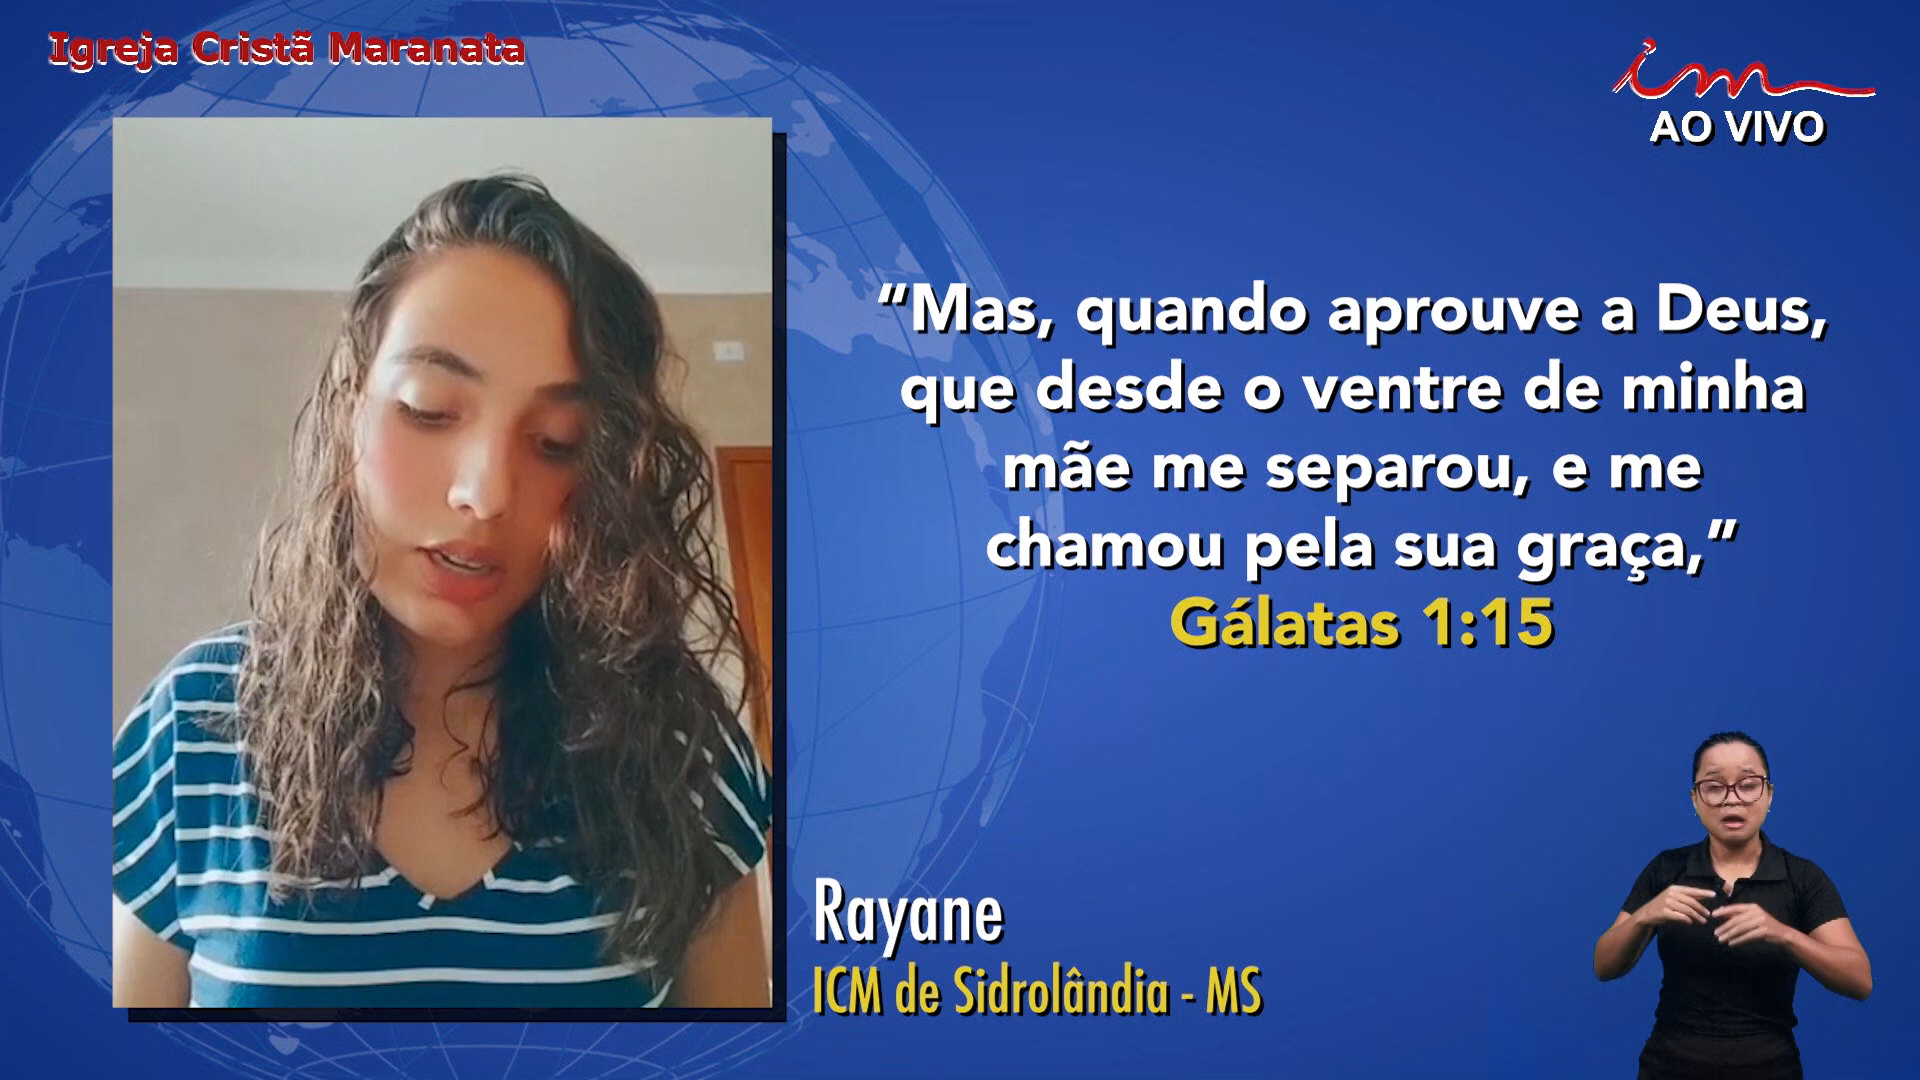 Igreja Cristã Maranata
icm
AO VIVO
“Mas, quando aprouve a Deus,
que desde o ventre de minha
mãe me separou, e me
chamou pela sua graça,”
Gálatas 1:15
Rayane
ICM de Sidrolândia - MS